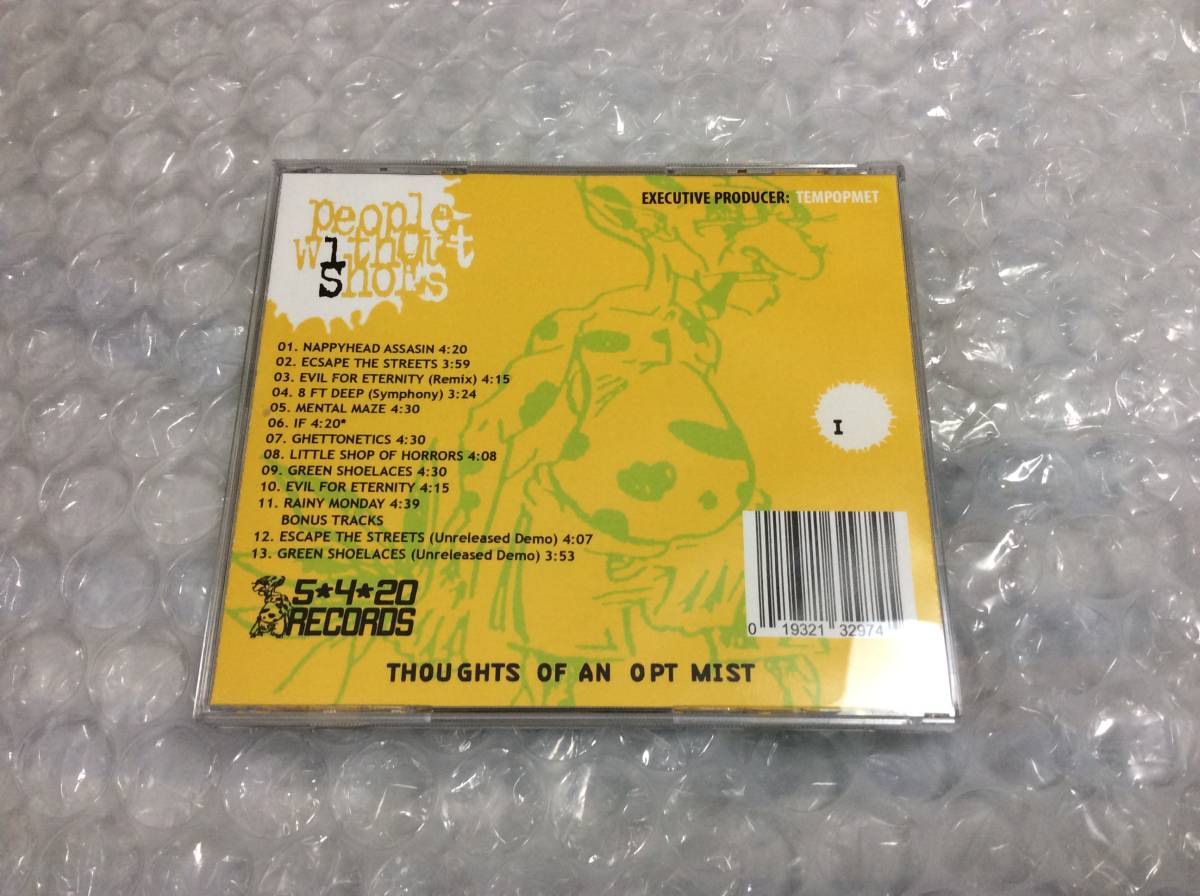 people
without
Shoes
EXECUTIVE PRODUCER: TEMPOPMET
01. NAPPYHEAD ASSASIN 4:20
02. ECSAPE THE STREETS 3:59
03. EVIL FOR ETERNITY (Remix) 4:15
04. 8 FT DEEP (Symphony) 3:24
05. MENTAL MAZE 4:30
06. IF 4:20*
07. GHETTONETICS 4:30
08. LITTLE SHOP OF HORRORS 4:08
09. GREEN SHOELACES 4:30
10. EVIL FOR ETERNITY 4:15
11. RAINY MONDAY 4:39
BONUS TRACKS
12. ESCAPE THE STREETS (Unreleased Demo) 4:07
13. GREEN SHOELACES (Unreleased Demo) 3:53
I
5*4*20
RECORDS
0 19321 32974
THOUGHTS OF AN OPT MIST